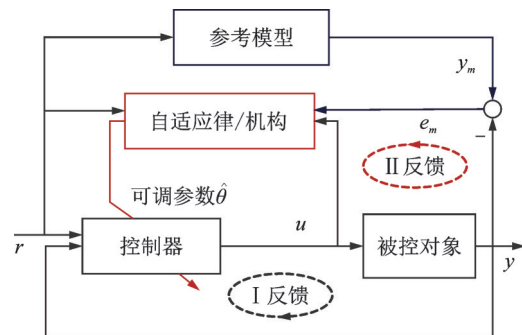 参考模型
y_m
自适应律/机构
e_m
−
II反馈
可调参数θ̂
u
r
控制器
被控对象
y
I反馈